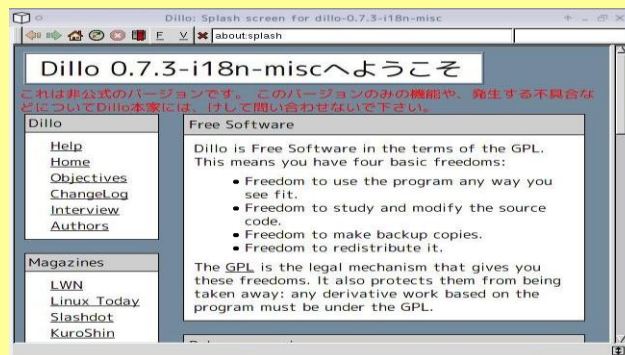 Dillo: Splash screen for dillo-0.7.3-i18n-misc
F V about:splash
Dillo 0.7.3-i18n-miscへようこそ
これは非公式のバージョンです。 このバージョンのみの機能や、発生する不具合な
どについてDillo本家には、けして問い合わせないで下さい。
Dillo
Help
Home
Objectives
ChangeLog
Interview
Authors
Magazines
LWN
Linux Today
Slashdot
KuroShin
Free Software
Dillo is Free Software in the terms of the GPL.
This means you have four basic freedoms:
• Freedom to use the program any way you
see fit.
• Freedom to study and modify the source
code.
• Freedom to make backup copies.
• Freedom to redistribute it.
The GPL is the legal mechanism that gives you
these freedoms. It also protects them from being
taken away: any derivative work based on the
program must be under the GPL.